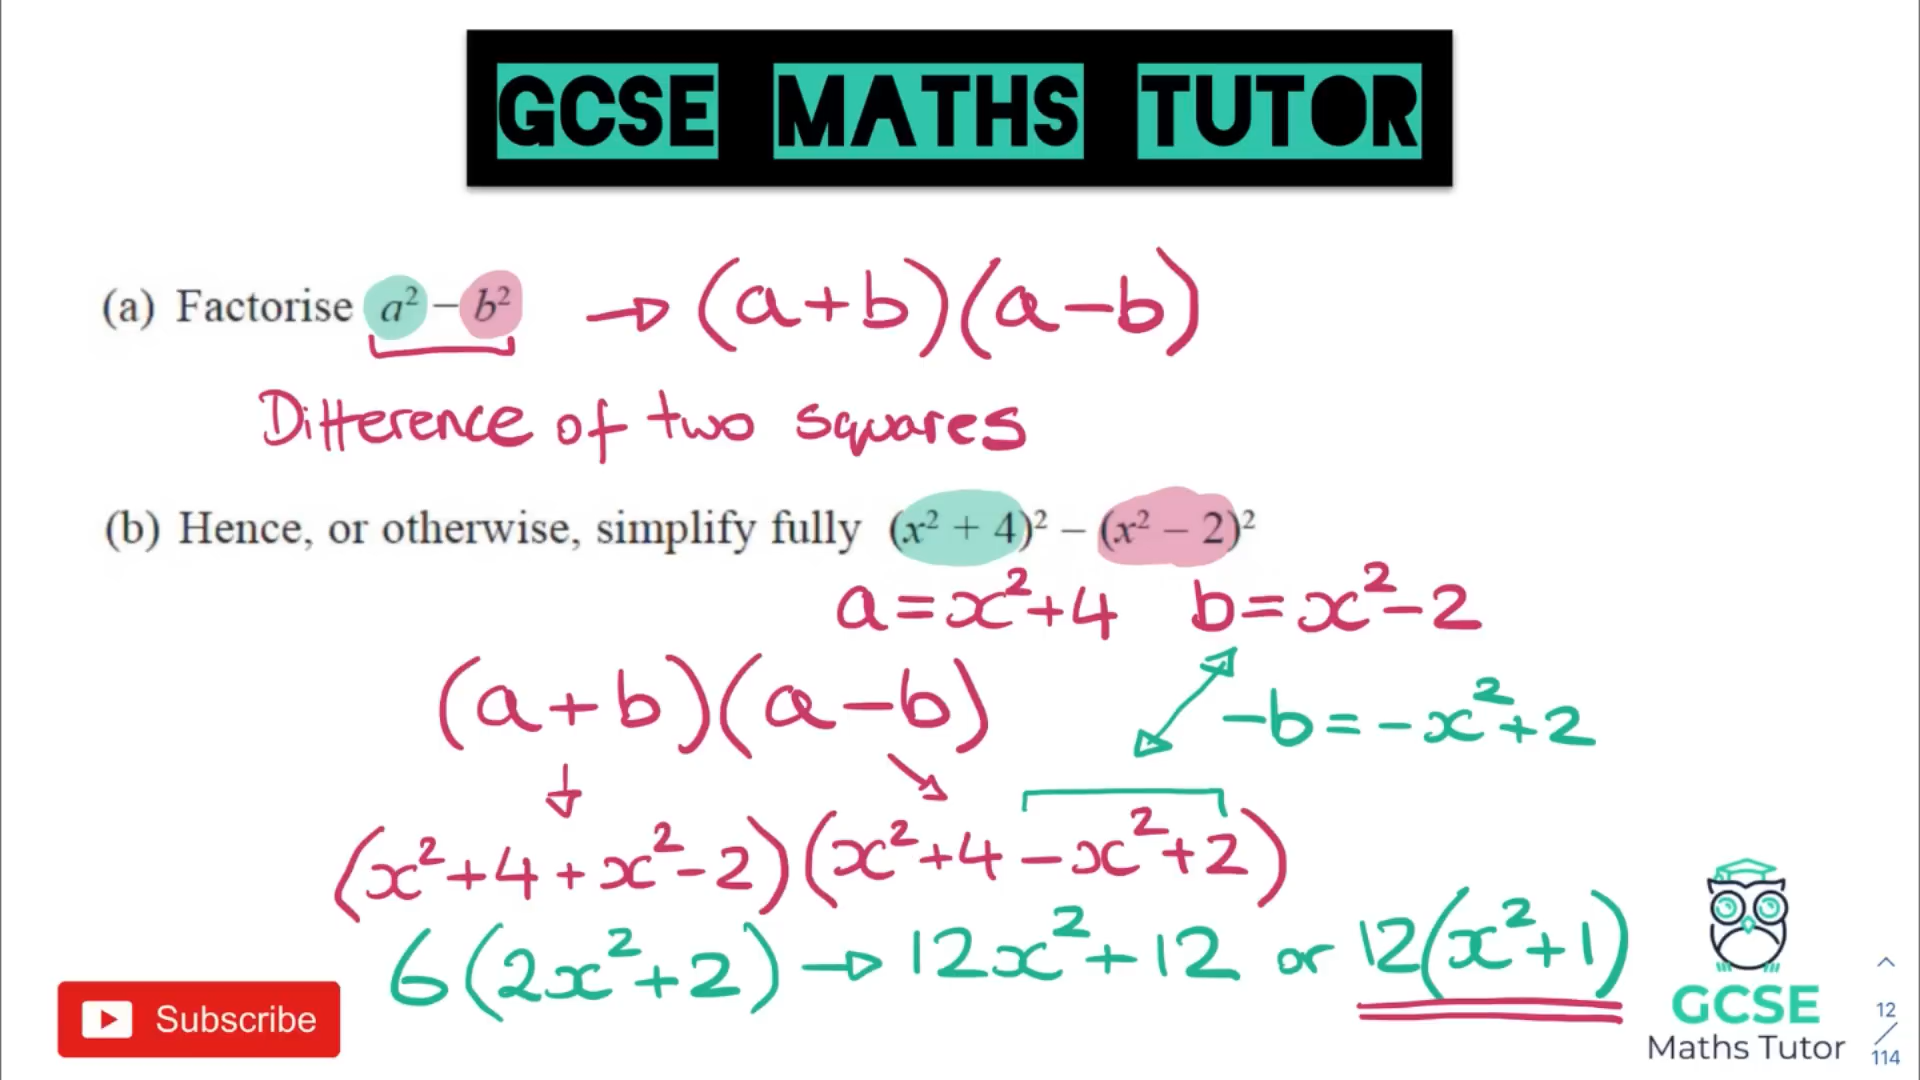 GCSE MATHS TUTOR
(a) Factorise a² − b² → (a+b)(a−b)
Difference of two squares
(b) Hence, or otherwise, simplify fully (x² + 4)² − (x² − 2)²
a = x²+4 b = x²−2
(a+b)(a−b)
−b = −x²+2
(x²+4+x²−2)(x²+4−x²+2)
6(2x²+2) → 12x²+12 or 12(x²+1)
Subscribe
GCSE
Maths Tutor
12
/
114